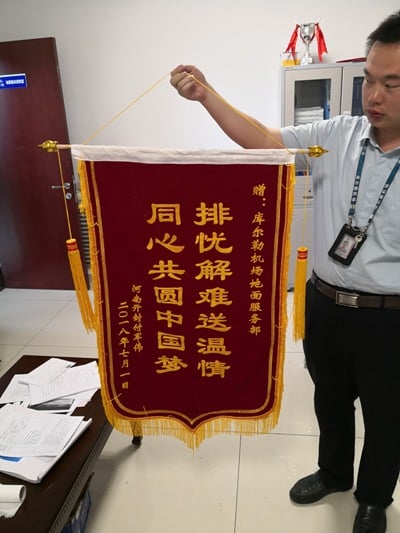 赠：库尔勒机场地面服务部
排忧解难送温情
同心共圆中国梦
河南开封付军伟
二〇一八年七月一日